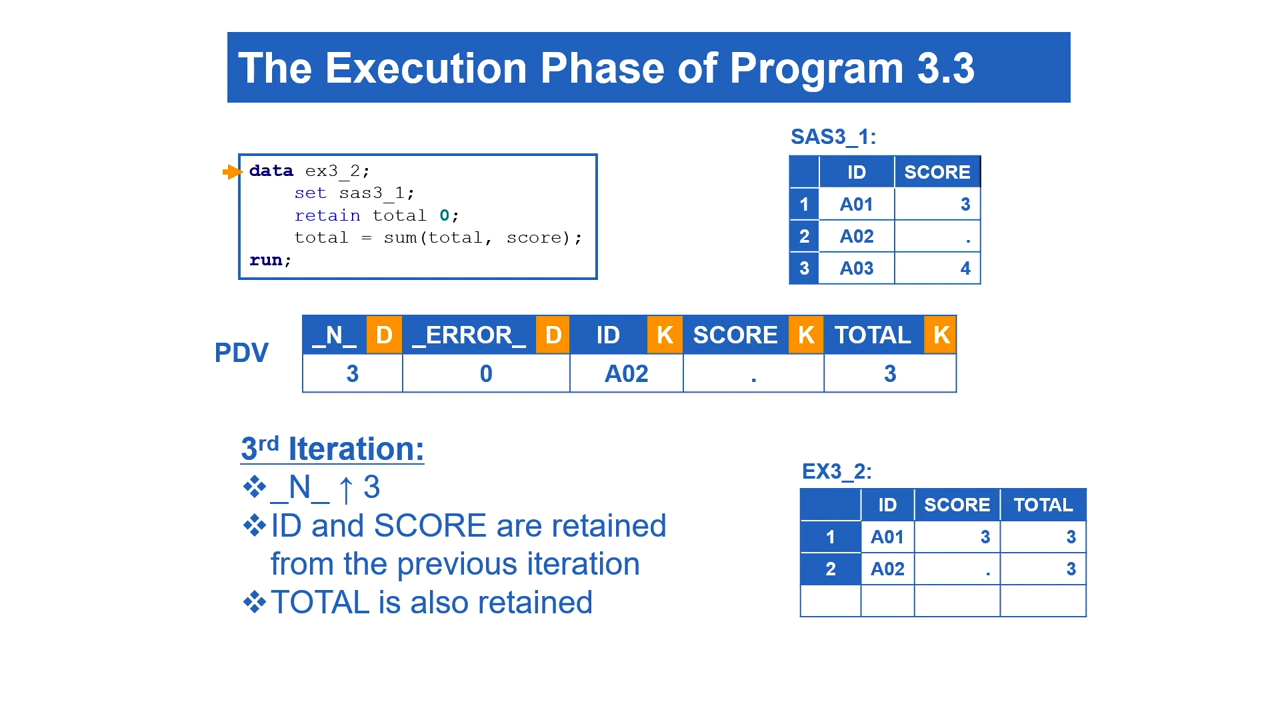 The Execution Phase of Program 3.3
data ex3_2;
set sas3_1;
retain total 0;
total = sum(total, score);
run;
SAS3_1:
ID SCORE
1 A01 3
2 A02 .
3 A03 4
PDV
_N_ D _ERROR_ D ID K SCORE K TOTAL K
3 0 A02 . 3
3rd Iteration:
❖_N_ ↑ 3
❖ID and SCORE are retained
from the previous iteration
❖TOTAL is also retained
EX3_2:
ID SCORE TOTAL
1 A01 3 3
2 A02 . 3